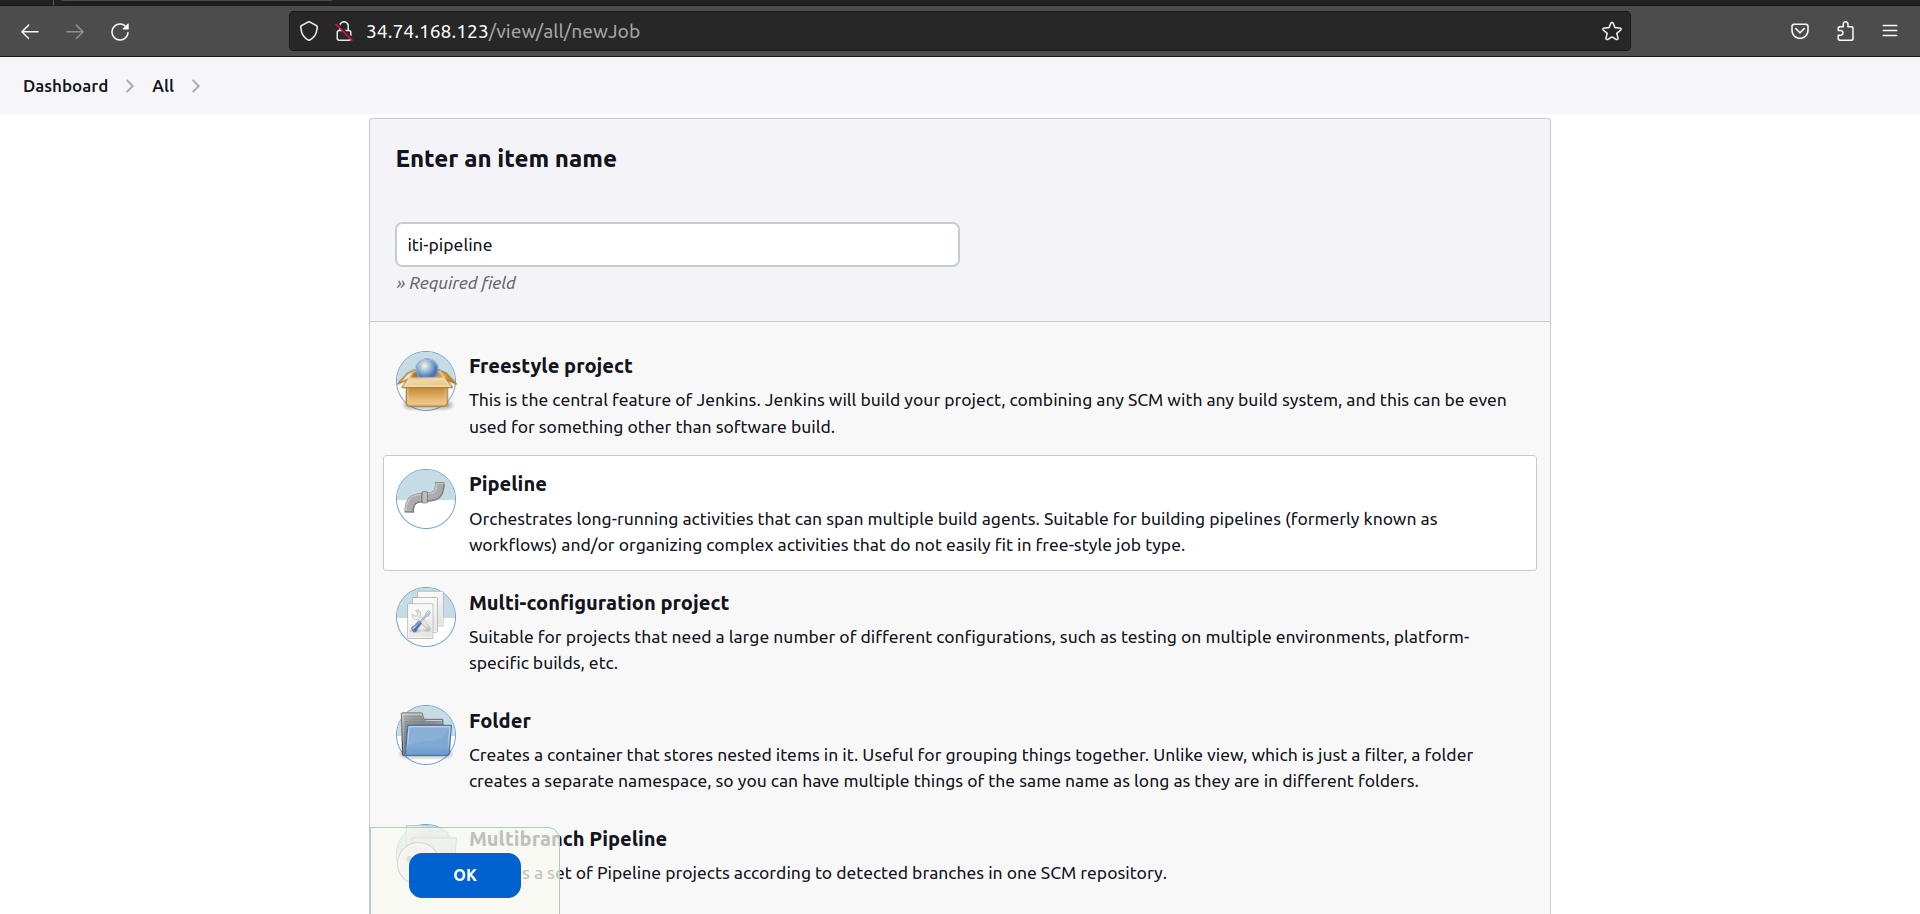 34.74.168.123/view/all/newJob
Dashboard
All
Enter an item name
iti-pipeline
» Required field
Freestyle project
This is the central feature of Jenkins. Jenkins will build your project, combining any SCM with any build system, and this can be even
used for something other than software build.
Pipeline
Orchestrates long-running activities that can span multiple build agents. Suitable for building pipelines (formerly known as
workflows) and/or organizing complex activities that do not easily fit in free-style job type.
Multi-configuration project
Suitable for projects that need a large number of different configurations, such as testing on multiple environments, platform-
specific builds, etc.
Folder
Creates a container that stores nested items in it. Useful for grouping things together. Unlike view, which is just a filter, a folder
creates a separate namespace, so you can have multiple things of the same name as long as they are in different folders.
Multibranch Pipeline
OK
a set of Pipeline projects according to detected branches in one SCM repository.